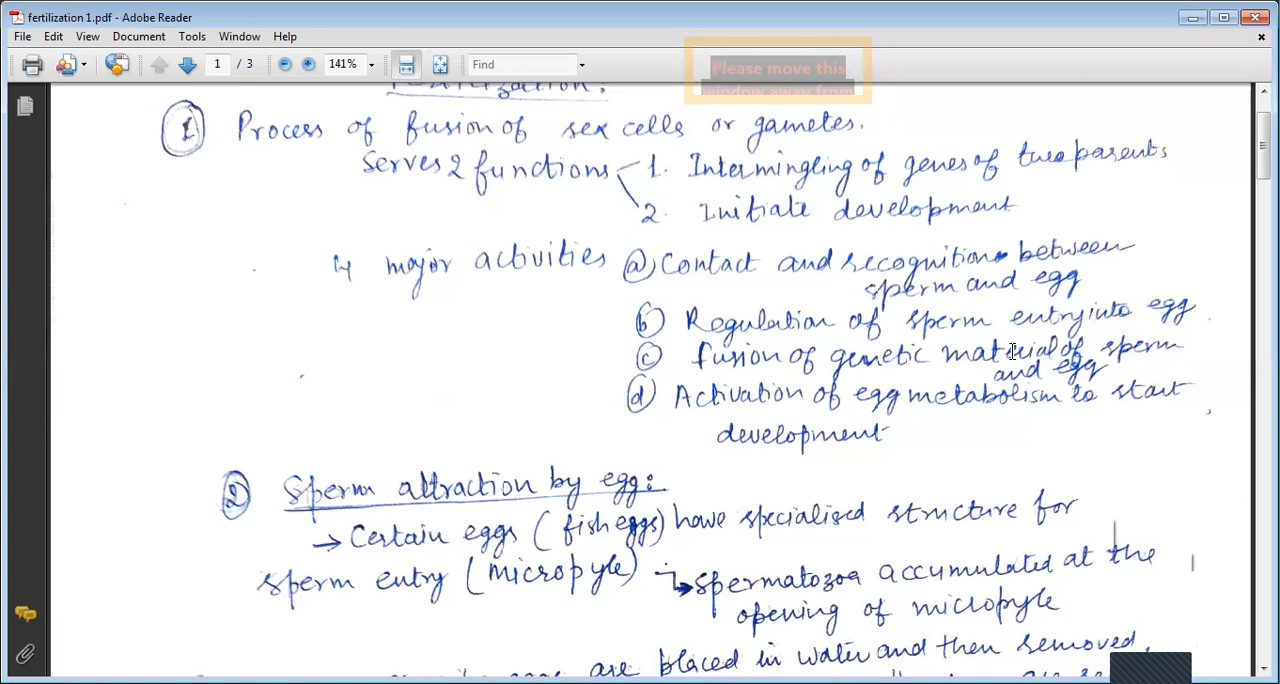 fertilization 1.pdf - Adobe Reader
File Edit View Document Tools Window Help
1 / 3 141% Find
Please move this
window away from
Fertilization:
1 Process of fusion of sex cells or gametes.
Serves 2 functions 1. Intermingling of genes of two parents
2. Initiate development
4 major activities (a) Contact and recognition between
sperm and egg
(b) Regulation of sperm entry into egg
(c) fusion of genetic material of sperm
and egg
(d) Activation of egg metabolism to start
development
2 Sperm attraction by egg:
→ Certain eggs (fish eggs) have specialised structure for
sperm entry (micropyle) → spermatozoa accumulated at the
opening of micropyle
are placed in water and then removed,